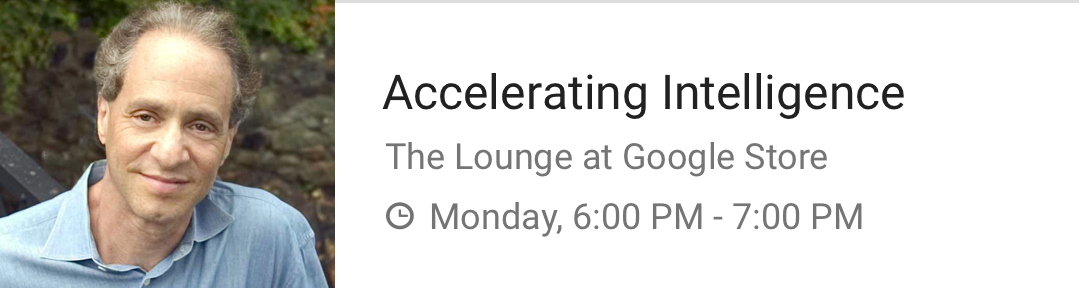 Accelerating Intelligence
The Lounge at Google Store
Monday, 6:00 PM - 7:00 PM